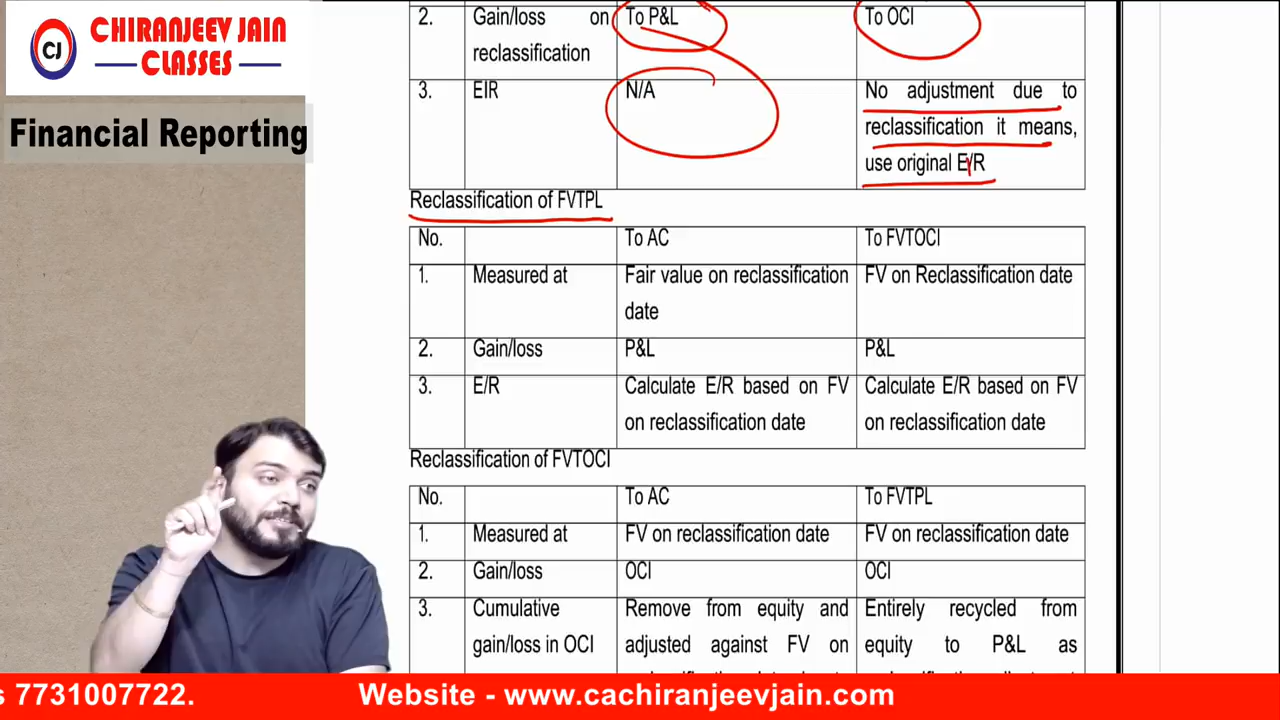 CHIRANJEEV JAIN
CLASSES
CJ
Financial Reporting
2. Gain/loss on To P&L To OCI
reclassification
3. EIR N/A No adjustment due to
reclassification it means,
use original E/R
Reclassification of FVTPL
No. To AC To FVTOCI
1. Measured at Fair value on reclassification FV on Reclassification date
date
2. Gain/loss P&L P&L
3. E/R Calculate E/R based on FV Calculate E/R based on FV
on reclassification date on reclassification date
Reclassification of FVTOCI
No. To AC To FVTPL
1. Measured at FV on reclassification date FV on reclassification date
2. Gain/loss OCI OCI
3. Cumulative Remove from equity and Entirely recycled from
gain/loss in OCI adjusted against FV on equity to P&L as
s 7731007722. Website - www.cachiranjeevjain.com